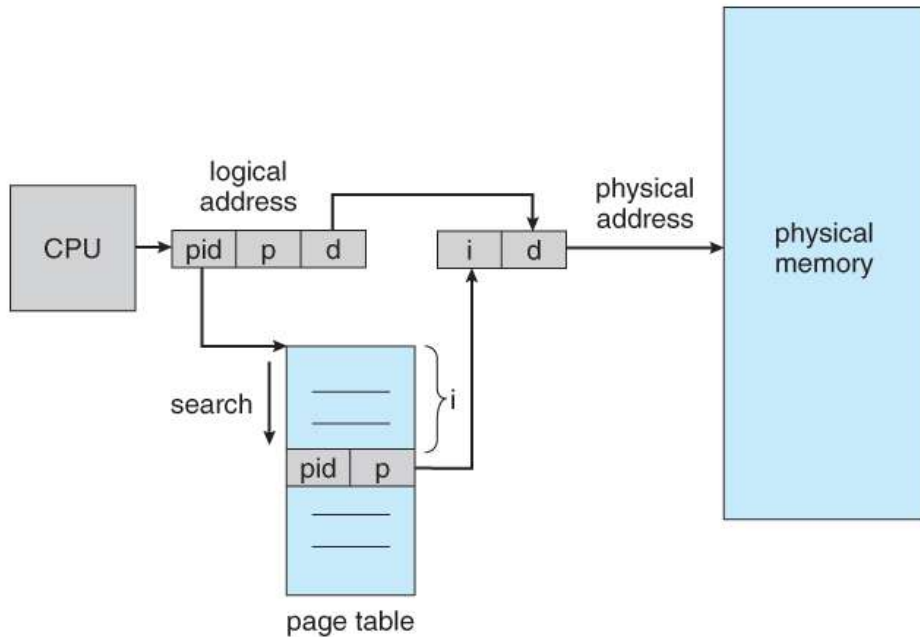 logical
address
physical
address
CPU
pid p d
i d
physical
memory
search
i
pid p
page table